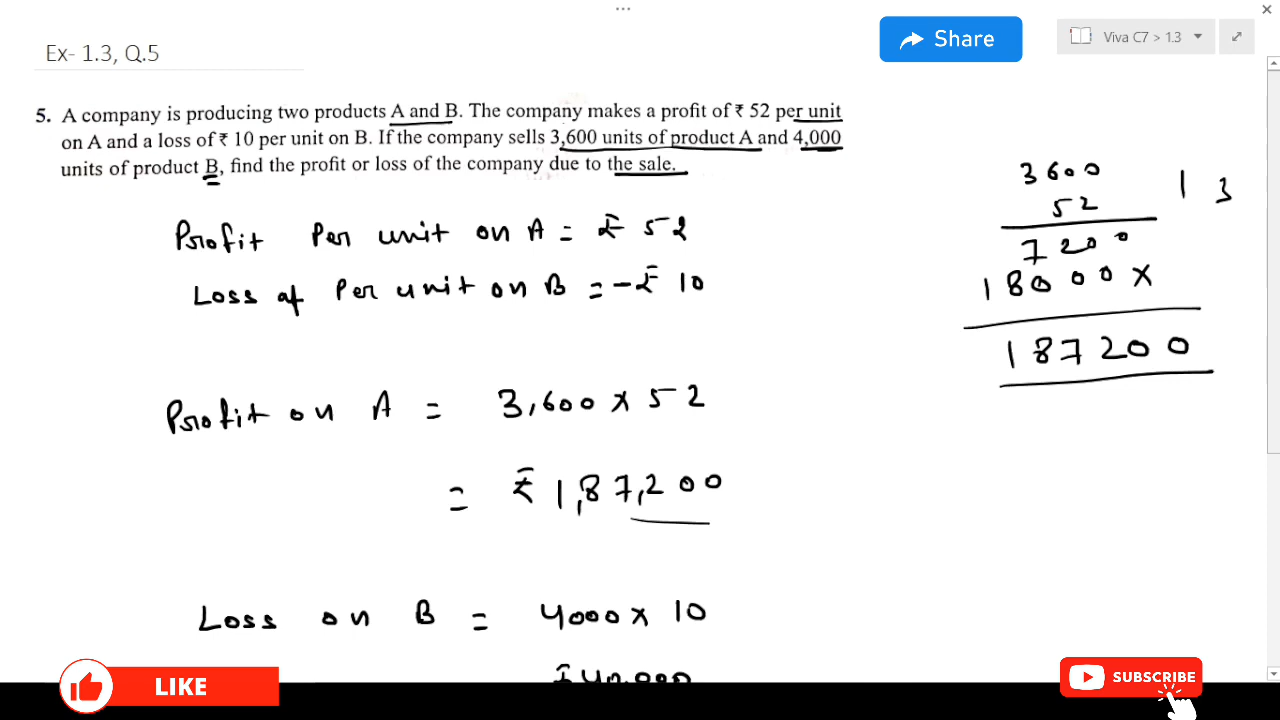 ...
Ex- 1.3, Q.5
Share
Viva C7 > 1.3
5. A company is producing two products A and B. The company makes a profit of ₹ 52 per unit
on A and a loss of ₹ 10 per unit on B. If the company sells 3,600 units of product A and 4,000
units of product B, find the profit or loss of the company due to the sale.
3600
52
7200
18000X
187200
1 3
Profit Per unit on A = ₹ 52
Loss of Per unit on B = -₹ 10
Profit on A = 3,600 x 52
= ₹ 1,87,200
Loss on B = 4000 x 10
₹40,000
LIKE
SUBSCRIBE